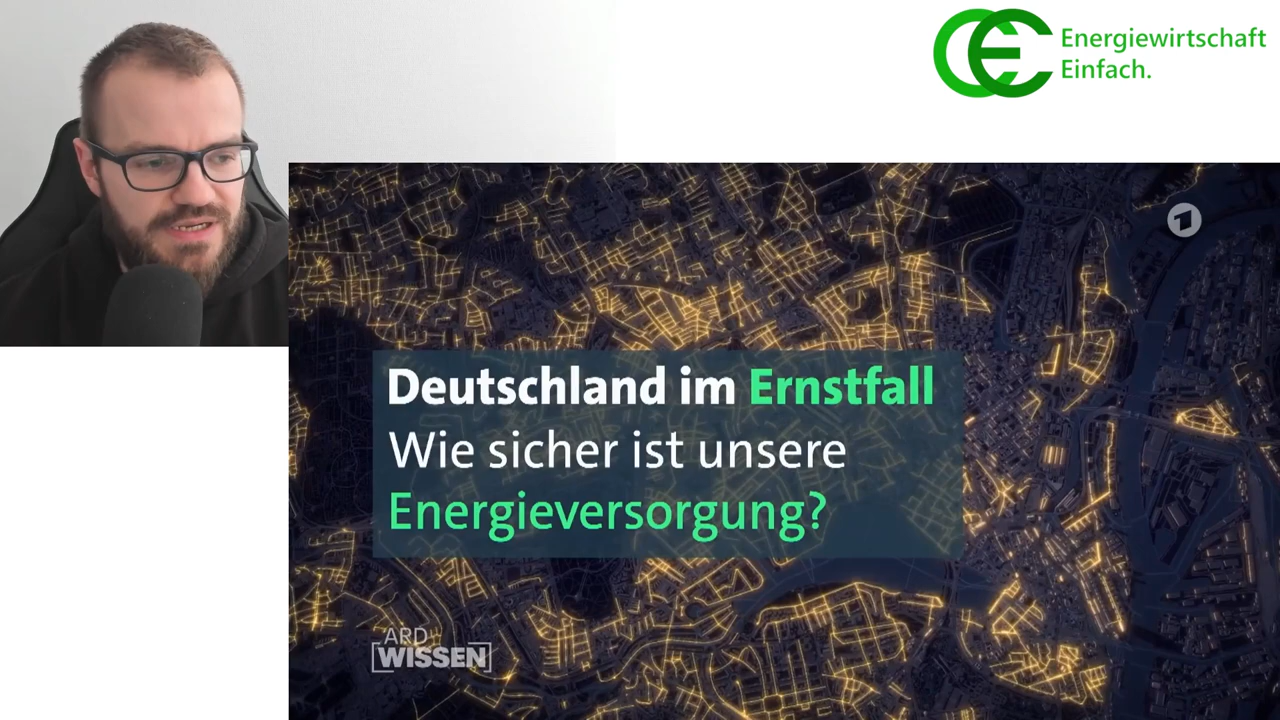 Energiewirtschaft
Einfach.
Deutschland im Ernstfall
Wie sicher ist unsere
Energieversorgung?
ARD
WISSEN